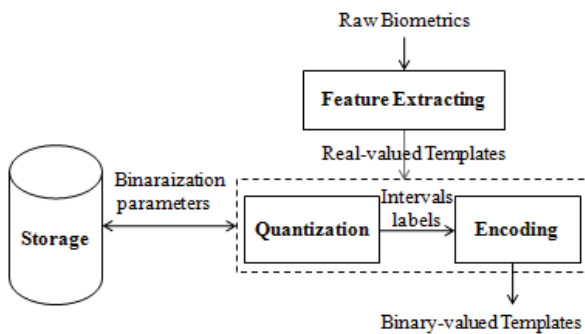 Raw Biometrics
Feature Extracting
Real-valued Templates
Binaraization
parameters
Storage
Quantization
Intervals
labels
Encoding
Binary-valued Templates